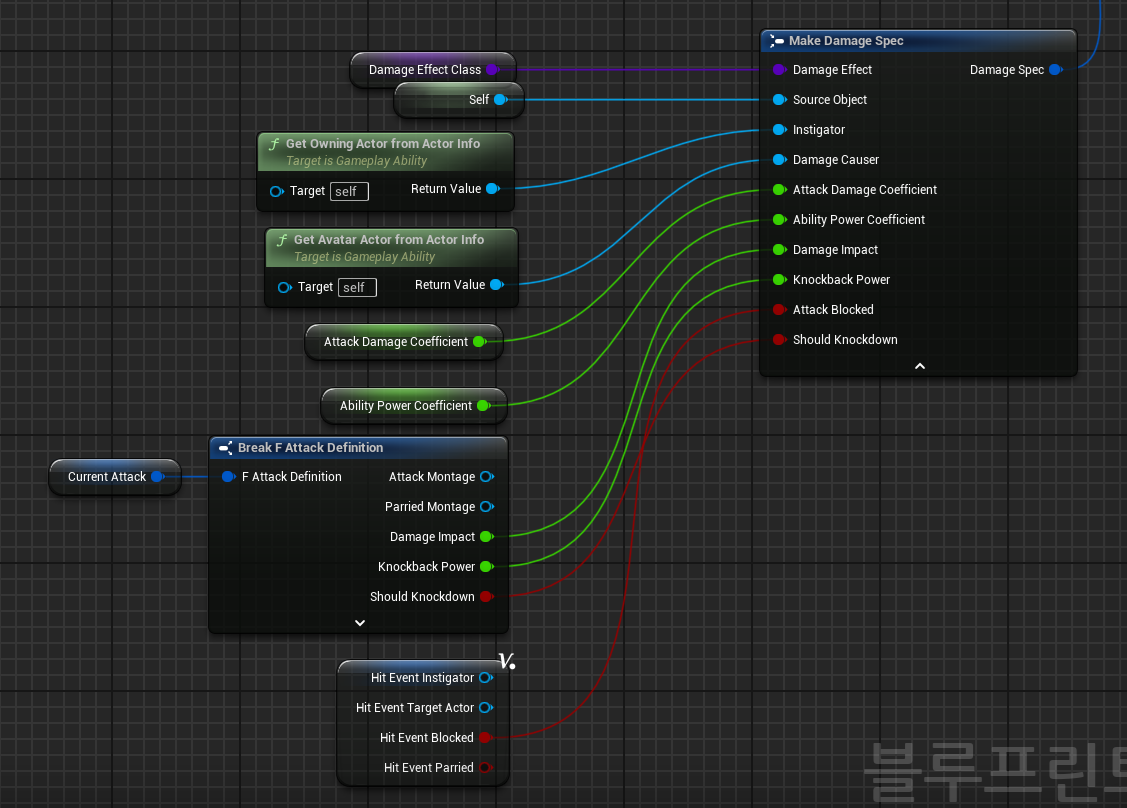 Make Damage Spec
Damage Effect Class
Damage Effect
Damage Spec
Self
Source Object
Get Owning Actor from Actor Info
Target is Gameplay Ability
Target self
Return Value
Instigator
Damage Causer
Attack Damage Coefficient
Ability Power Coefficient
Damage Impact
Knockback Power
Attack Blocked
Should Knockdown
Get Avatar Actor from Actor Info
Target is Gameplay Ability
Target self
Return Value
Attack Damage Coefficient
Ability Power Coefficient
Break F Attack Definition
Current Attack
F Attack Definition
Attack Montage
Parried Montage
Damage Impact
Knockback Power
Should Knockdown
V.
Hit Event Instigator
Hit Event Target Actor
Hit Event Blocked
Hit Event Parried
블루프린트